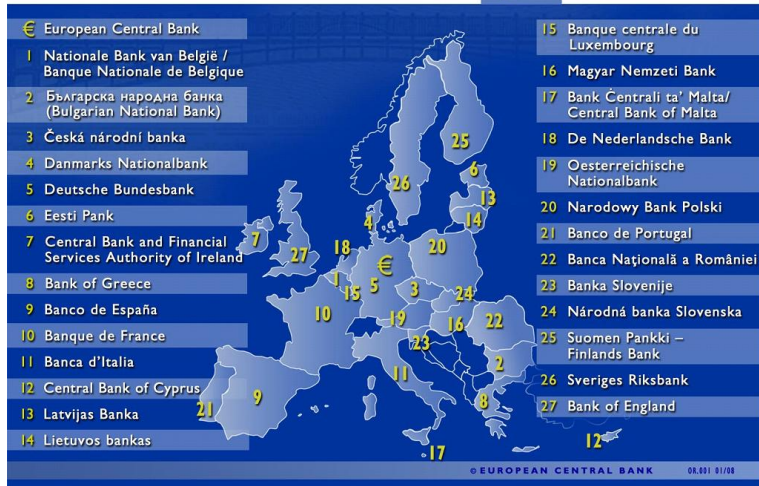 € European Central Bank
1 Nationale Bank van België /
Banque Nationale de Belgique
2 Българска народна банка
(Bulgarian National Bank)
3 Česká národní banka
4 Danmarks Nationalbank
5 Deutsche Bundesbank
6 Eesti Pank
7 Central Bank and Financial
Services Authority of Ireland
8 Bank of Greece
9 Banco de España
10 Banque de France
11 Banca d'Italia
12 Central Bank of Cyprus
13 Latvijas Banka
14 Lietuvos bankas
25
6
13
26
14
4
7
18
20
27
€
1
5
15
3
24
10
19
16
22
23
2
11
9
21
8
12
17
15 Banque centrale du
Luxembourg
16 Magyar Nemzeti Bank
17 Bank Ċentrali ta' Malta/
Central Bank of Malta
18 De Nederlandsche Bank
19 Oesterreichische
Nationalbank
20 Narodowy Bank Polski
21 Banco de Portugal
22 Banca Naţională a României
23 Banka Slovenije
24 Národná banka Slovenska
25 Suomen Pankki –
Finlands Bank
26 Sveriges Riksbank
27 Bank of England
© EUROPEAN CENTRAL BANK OR.001 01/08